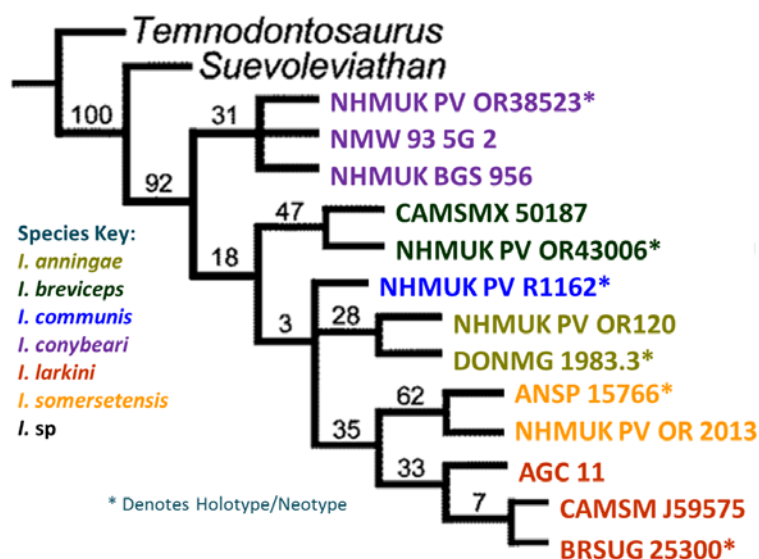 Temnodontosaurus
Suevoleviathan
100
31
NHMUK PV OR38523*
NMW 93 5G 2
NHMUK BGS 956
92
47
CAMSMX 50187
NHMUK PV OR43006*
18
NHMUK PV R1162*
3
28
NHMUK PV OR120
DONMG 1983.3*
62
ANSP 15766*
NHMUK PV OR 2013
35
33
AGC 11
7
CAMSM J59575
BRSUG 25300*
Species Key:
I. anningae
I. breviceps
I. communis
I. conybeari
I. larkini
I. somersetensis
I. sp
* Denotes Holotype/Neotype